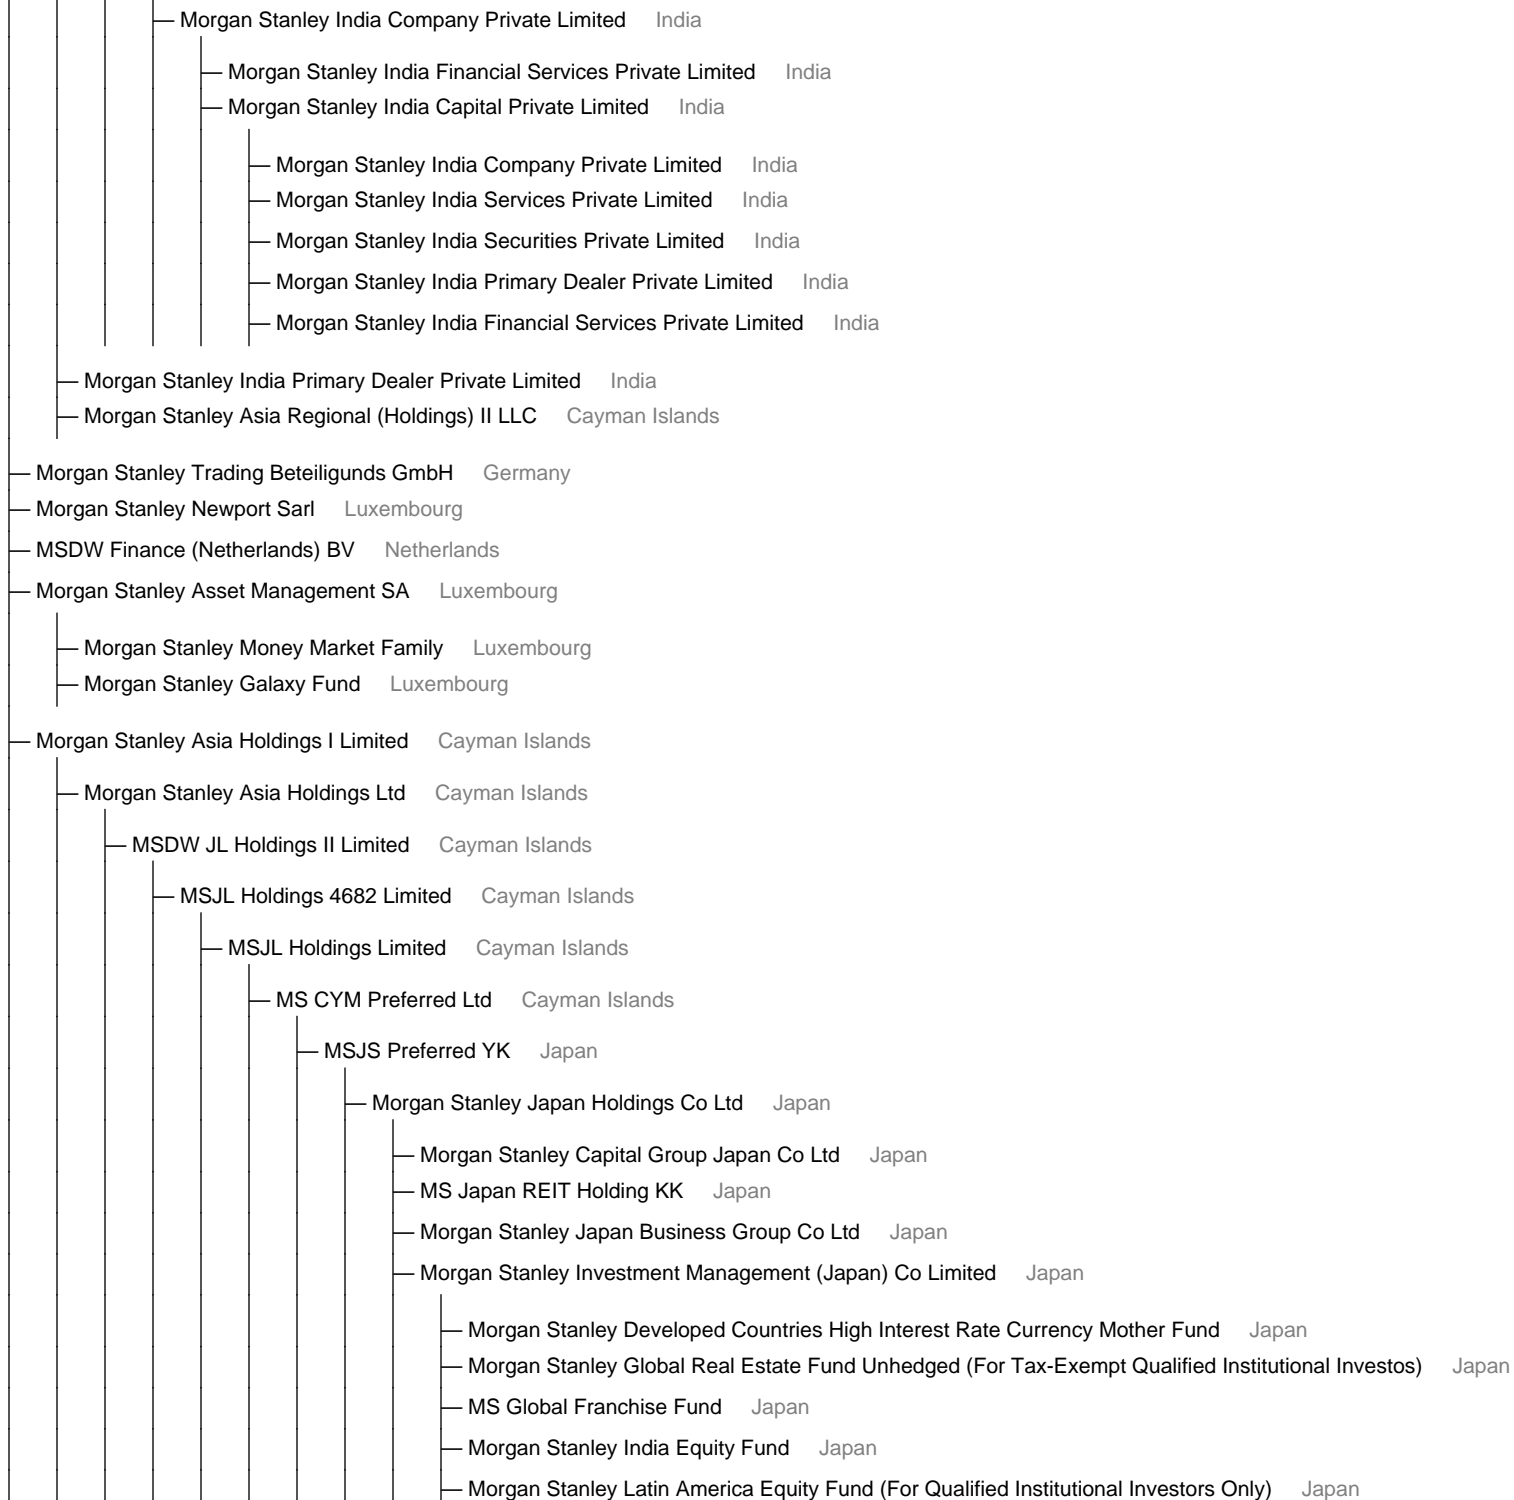 Morgan Stanley India Company Private Limited India
Morgan Stanley India Financial Services Private Limited India
Morgan Stanley India Capital Private Limited India
Morgan Stanley India Company Private Limited India
Morgan Stanley India Services Private Limited India
Morgan Stanley India Securities Private Limited India
Morgan Stanley India Primary Dealer Private Limited India
Morgan Stanley India Financial Services Private Limited India
Morgan Stanley India Primary Dealer Private Limited India
Morgan Stanley Asia Regional (Holdings) II LLC Cayman Islands
Morgan Stanley Trading Beteiligunds GmbH Germany
Morgan Stanley Newport Sarl Luxembourg
MSDW Finance (Netherlands) BV Netherlands
Morgan Stanley Asset Management SA Luxembourg
Morgan Stanley Money Market Family Luxembourg
Morgan Stanley Galaxy Fund Luxembourg
Morgan Stanley Asia Holdings I Limited Cayman Islands
Morgan Stanley Asia Holdings Ltd Cayman Islands
MSDW JL Holdings II Limited Cayman Islands
MSJL Holdings 4682 Limited Cayman Islands
MSJL Holdings Limited Cayman Islands
MS CYM Preferred Ltd Cayman Islands
MSJS Preferred YK Japan
Morgan Stanley Japan Holdings Co Ltd Japan
Morgan Stanley Capital Group Japan Co Ltd Japan
MS Japan REIT Holding KK Japan
Morgan Stanley Japan Business Group Co Ltd Japan
Morgan Stanley Investment Management (Japan) Co Limited Japan
Morgan Stanley Developed Countries High Interest Rate Currency Mother Fund Japan
Morgan Stanley Global Real Estate Fund Unhedged (For Tax-Exempt Qualified Institutional Investos) Japan
MS Global Franchise Fund Japan
Morgan Stanley India Equity Fund Japan
Morgan Stanley Latin America Equity Fund (For Qualified Institutional Investors Only) Japan